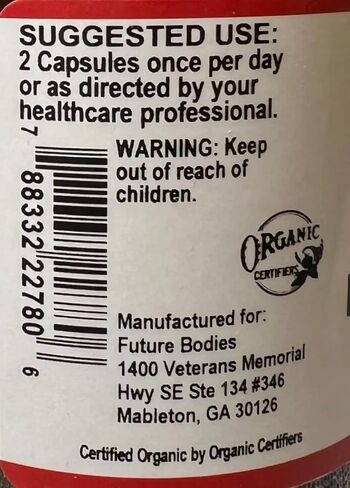 SUGGESTED USE:
2 Capsules once per day
or as directed by your
healthcare professional.
WARNING: Keep
out of reach of
children.
7 88332 22780 6
ORGANIC
CERTIFIERS
Manufactured for:
Future Bodies
1400 Veterans Memorial
Hwy SE Ste 134 #346
Mableton, GA 30126
Certified Organic by Organic Certifiers